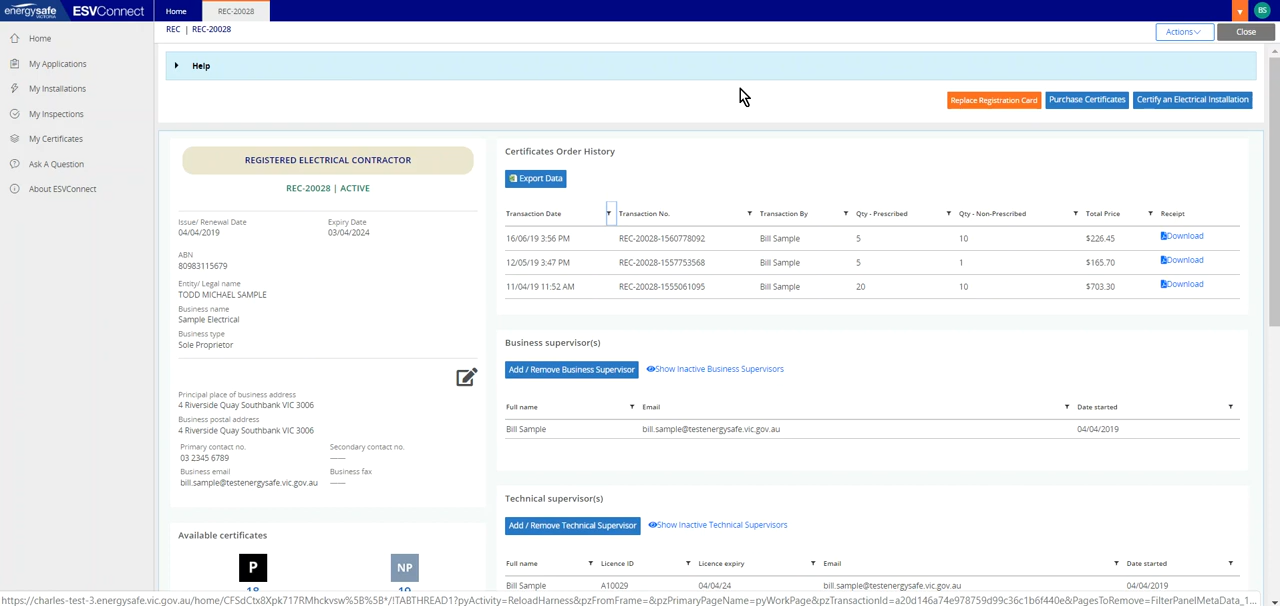 energysafe VICTORIA ESVConnect Home REC-20028 BS
REC | REC-20028 Actions Close
Home
My Applications
My Installations
My Inspections
My Certificates
Ask A Question
About ESVConnect
Help
Replace Registration Card Purchase Certificates Certify an Electrical Installation
REGISTERED ELECTRICAL CONTRACTOR
REC-20028 | ACTIVE
Issue/ Renewal Date Expiry Date
04/04/2019 03/04/2024
ABN
80983115679
Entity/ Legal name
TODD MICHAEL SAMPLE
Business name
Sample Electrical
Business type
Sole Proprietor
Principal place of business address
4 Riverside Quay Southbank VIC 3006
Business postal address
4 Riverside Quay Southbank VIC 3006
Primary contact no. Secondary contact no.
03 2345 6789 ------
Business email Business fax
bill.sample@testenergysafe.vic.gov.au ------
Available certificates
P NP
Certificates Order History
Export Data
Transaction Date Transaction No. Transaction By Qty - Prescribed Qty - Non-Prescribed Total Price Receipt
16/06/19 3:56 PM REC-20028-1560778092 Bill Sample 5 10 $226.45 Download
12/05/19 3:47 PM REC-20028-1557753568 Bill Sample 5 1 $165.70 Download
11/04/19 11:52 AM REC-20028-1555061095 Bill Sample 20 10 $703.30 Download
Business supervisor(s)
Add / Remove Business Supervisor Show Inactive Business Supervisors
Full name Email Date started
Bill Sample bill.sample@testenergysafe.vic.gov.au 04/04/2019
Technical supervisor(s)
Add / Remove Technical Supervisor Show Inactive Technical Supervisors
Full name Licence ID Licence expiry Email Date started
Bill Sample A10029 04/04/24 bill.sample@testenergysafe.vic.gov.au 04/04/2019